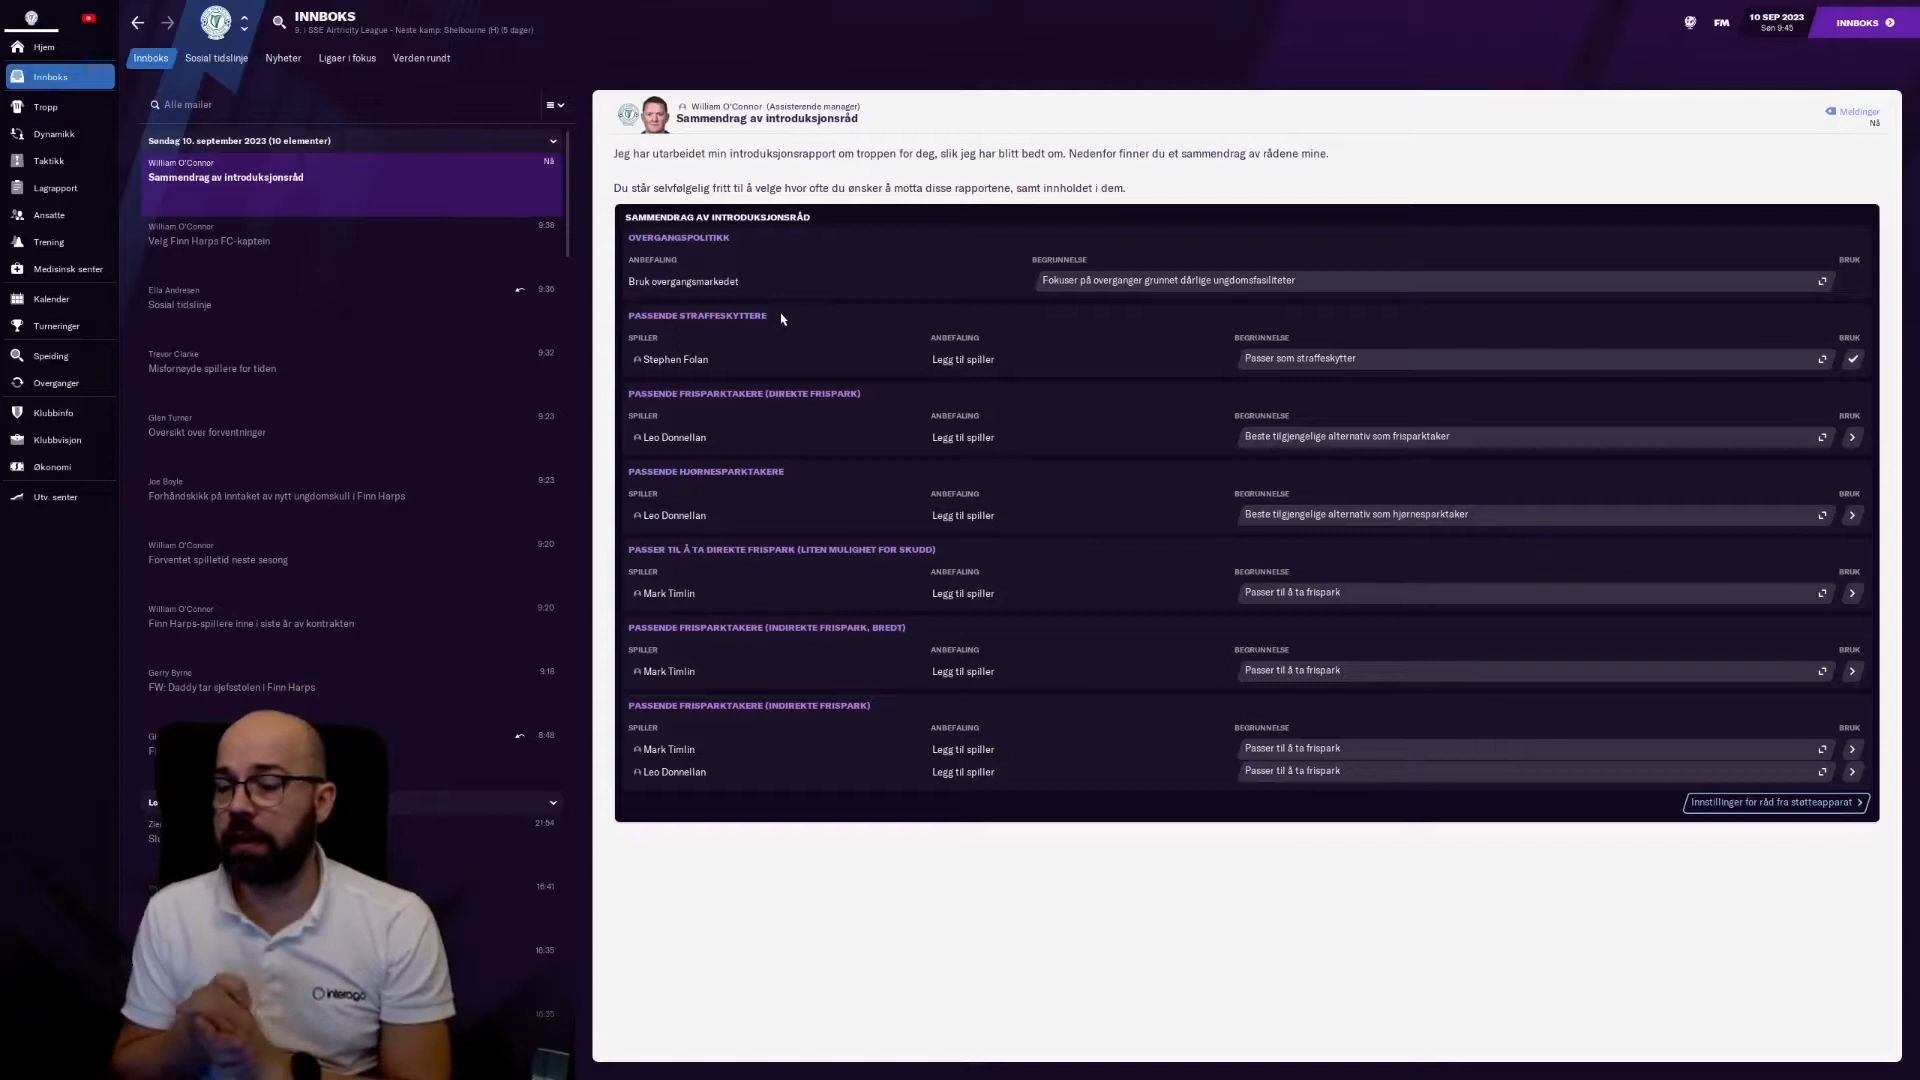 INNBOKS
9. i SSE Airtricity League - Neste kamp: Shelbourne (H) (5 dager)
FM
10 SEP 2023
Søn 9:45
INNBOKS
Innboks
Sosial tidslinje
Nyheter
Ligaer i fokus
Verden rundt
Hjem
Innboks
Tropp
Dynamikk
Taktikk
Lagrapport
Ansatte
Trening
Medisinsk senter
Kalender
Turneringer
Speiding
Overganger
Klubbinfo
Klubbvisjon
Økonomi
Utv. senter
Alle mailer
Søndag 10. september 2023 (10 elementer)
William O'Connor
Nå
Sammendrag av introduksjonsråd
William O'Connor
9:38
Velg Finn Harps FC-kaptein
Ella Andresen
9:36
Sosial tidslinje
Trevor Clarke
9:32
Misfornøyde spillere for tiden
Glen Turner
9:23
Oversikt over forventninger
Joe Boyle
9:23
Forhåndskikk på inntaket av nytt ungdomskull i Finn Harps
William O'Connor
9:20
Forventet spilletid neste sesong
William O'Connor
9:20
Finn Harps-spillere inne i siste år av kontrakten
Gerry Byrne
9:18
FW: Daddy tar sjefsstolen i Finn Harps
8:48
21:54
16:41
16:35
15:35
interago
William O'Connor (Assisterende manager)
Sammendrag av introduksjonsråd
Meldinger
Nå
Jeg har utarbeidet min introduksjonsrapport om troppen for deg, slik jeg har blitt bedt om. Nedenfor finner du et sammendrag av rådene mine.
Du står selvfølgelig fritt til å velge hvor ofte du ønsker å motta disse rapportene, samt innholdet i dem.
SAMMENDRAG AV INTRODUKSJONSRÅD
OVERGANGSPOLITIKK
ANBEFALING BEGRUNNELSE BRUK
Bruk overgangsmarkedet Fokuser på overganger grunnet dårlige ungdomsfasiliteter
PASSENDE STRAFFESKYTTERE
SPILLER ANBEFALING BEGRUNNELSE BRUK
Stephen Folan Legg til spiller Passer som straffeskytter
PASSENDE FRISPARKTAKERE (DIREKTE FRISPARK)
SPILLER ANBEFALING BEGRUNNELSE BRUK
Leo Donnellan Legg til spiller Beste tilgjengelige alternativ som frisparktaker
PASSENDE HJØRNESPARKTAKERE
SPILLER ANBEFALING BEGRUNNELSE BRUK
Leo Donnellan Legg til spiller Beste tilgjengelige alternativ som hjørnesparktaker
PASSER TIL Å TA DIREKTE FRISPARK (LITEN MULIGHET FOR SKUDD)
SPILLER ANBEFALING BEGRUNNELSE BRUK
Mark Timlin Legg til spiller Passer til å ta frispark
PASSENDE FRISPARKTAKERE (INDIREKTE FRISPARK, BREDT)
SPILLER ANBEFALING BEGRUNNELSE BRUK
Mark Timlin Legg til spiller Passer til å ta frispark
PASSENDE FRISPARKTAKERE (INDIREKTE FRISPARK)
SPILLER ANBEFALING BEGRUNNELSE BRUK
Mark Timlin Legg til spiller Passer til å ta frispark
Leo Donnellan Legg til spiller Passer til å ta frispark
Innstillinger for råd fra støtteapparat